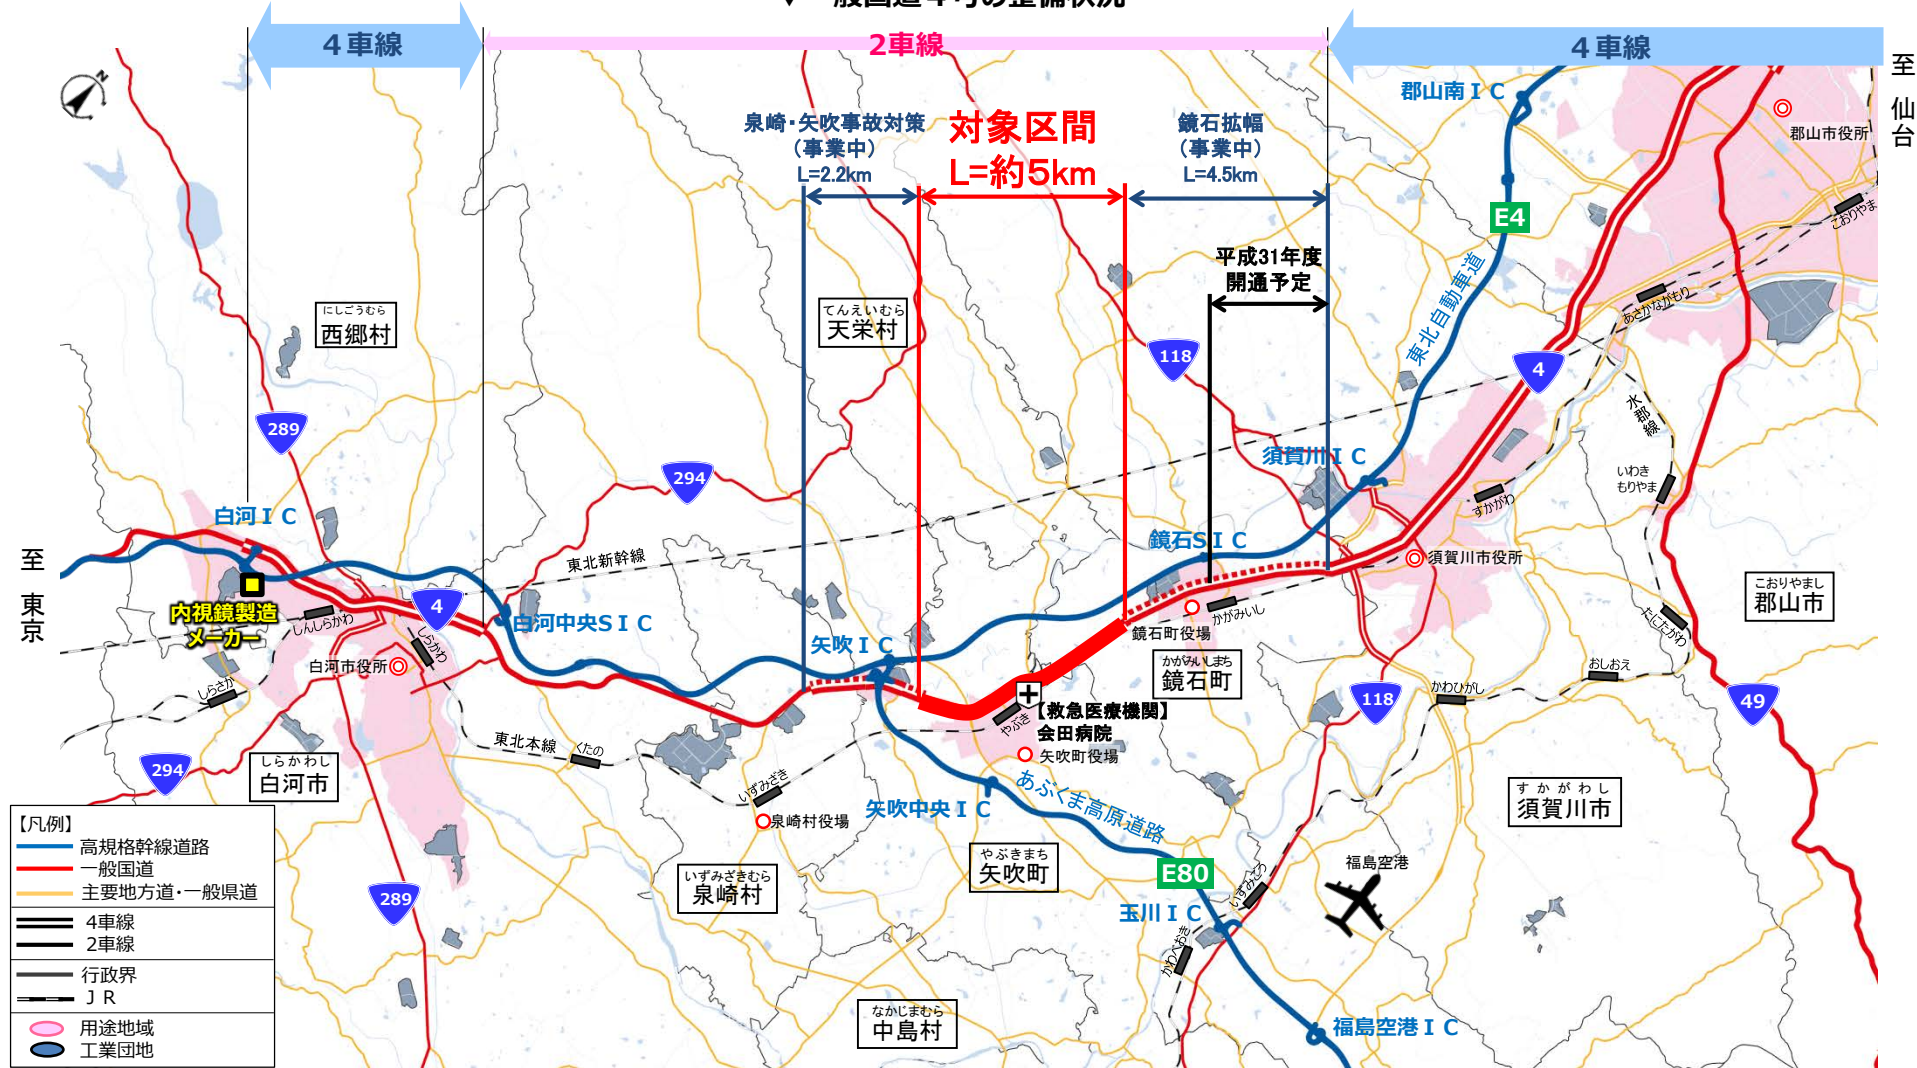 ▼一般国道４号の整備状況
４車線
2車線
４車線
至 仙台
N
泉崎・矢吹事故対策
（事業中）
L=2.2km
対象区間
L=約5km
鏡石拡幅
（事業中）
L=4.5km
平成31年度
開通予定
郡山南ＩＣ
郡山市役所
こおりやま
E4
東北自動車道
あさかながもり
にしごうむら
西郷村
てんえいむら
天栄村
118
4
289
294
水郡線
いわき
もりやま
須賀川ＩＣ
すかがわ
白河ＩＣ
至 東京
東北新幹線
鏡石ＳＩＣ
須賀川市役所
こおりやまし
郡山市
内視鏡製造
メーカー
しんしらかわ
4
しらかわ
白河中央ＳＩＣ
矢吹ＩＣ
かがみいし
鏡石町役場
かがみいしまち
鏡石町
たにたがわ
おしおえ
かわひがし
白河市役所
しらさか
118
49
【救急医療機関】
会田病院
やぶき
矢吹町役場
東北本線
くたの
いずみざき
泉崎村役場
294
しらかわし
白河市
矢吹中央ＩＣ
あぶくま高原道路
すかがわし
須賀川市
【凡例】
高規格幹線道路
一般国道
主要地方道・一般県道
4車線
2車線
行政界
ＪＲ
用途地域
工業団地
289
いずみざきむら
泉崎村
やぶきまち
矢吹町
E80
いずみごう
福島空港
玉川ＩＣ
かわべおき
なかじまむら
中島村
福島空港ＩＣ